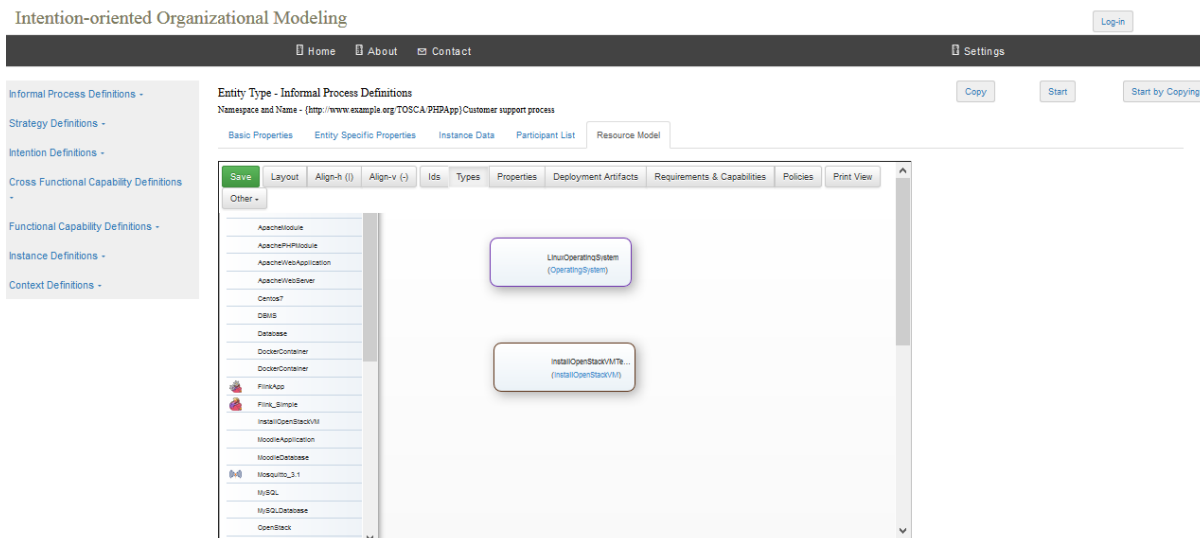 Intention-oriented Organizational Modeling
Log-in
Home About Contact Settings
Informal Process Definitions -
Strategy Definitions -
Intention Definitions -
Cross Functional Capability Definitions
-
Functional Capability Definitions -
Instance Definitions -
Context Definitions -
Entity Type - Informal Process Definitions
Copy Start Start by Copying
Namespace and Name - {http://www.example.org/TOSCA/PHPApp}Customer support process
Basic Properties Entity Specific Properties Instance Data Participant List Resource Model
Save Layout Align-h (|) Align-v (-) Ids Types Properties Deployment Artifacts Requirements & Capabilities Policies Print View
Other -
ApacheModule
ApachePHPModule
ApacheWebApplication
ApacheWebServer
Centos7
DBMS
Database
DockerContainer
DockerContainer
FlinkApp
Flink_Simple
InstallOpenStackVM
MoodleApplication
MoodleDatabase
Mosquitto_3.1
MySQL
MySQLDatabase
OpenStack
LinuxOperatingSystem
(OperatingSystem)
InstallOpenStackVMTe...
(InstallOpenStackVM)